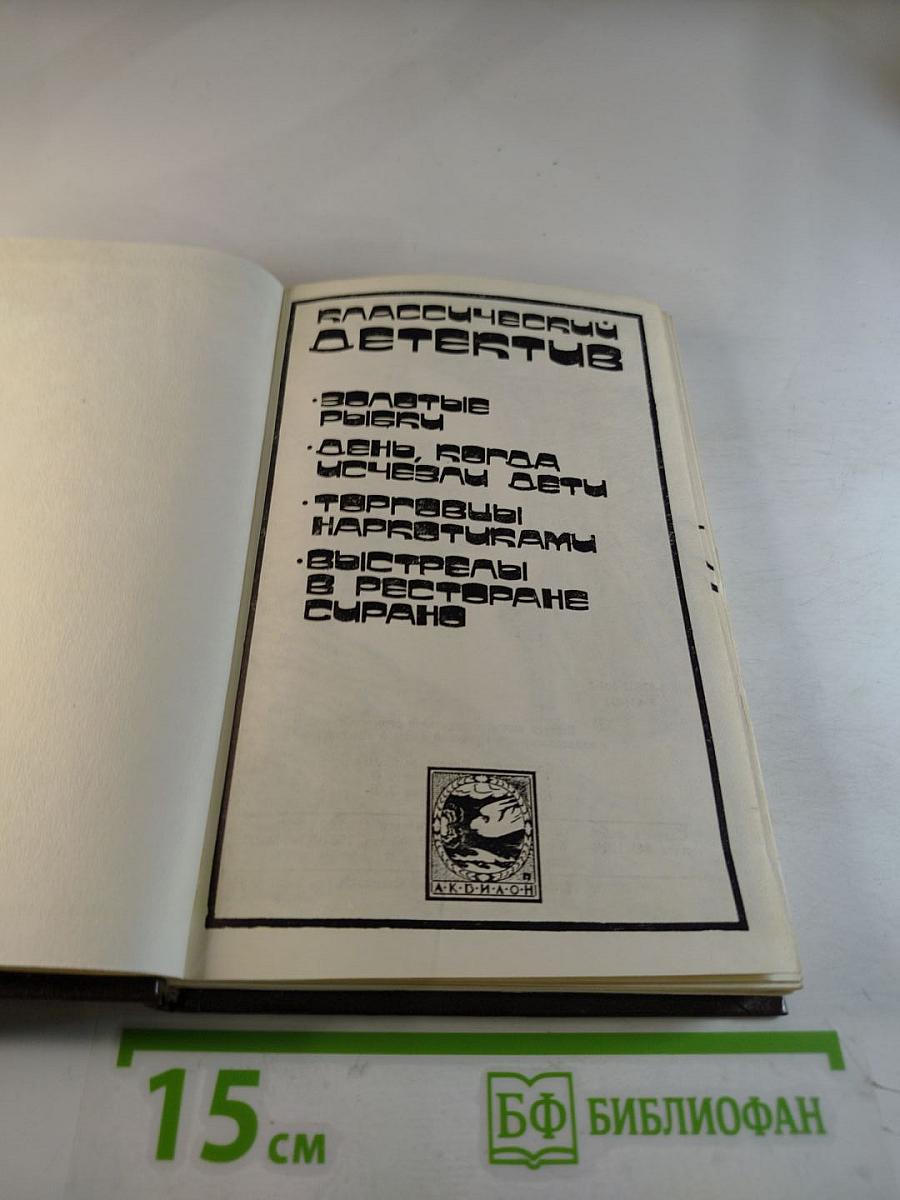 КЛАССИЧЕСКИЙ
ДЕТЕКТИВ
·ЗОЛОТЫЕ
РЫБКИ
·ДЕНЬ, КОГДА
ИСЧЕЗЛИ ДЕТИ
·ТОРГОВЦЫ
НАРКОТИКАМИ
·ВЫСТРЕЛЫ
В РЕСТОРАНЕ
СИРАНО
А·К·В·И·Л·О·Н
15 см
БФ БИБЛИОФАН